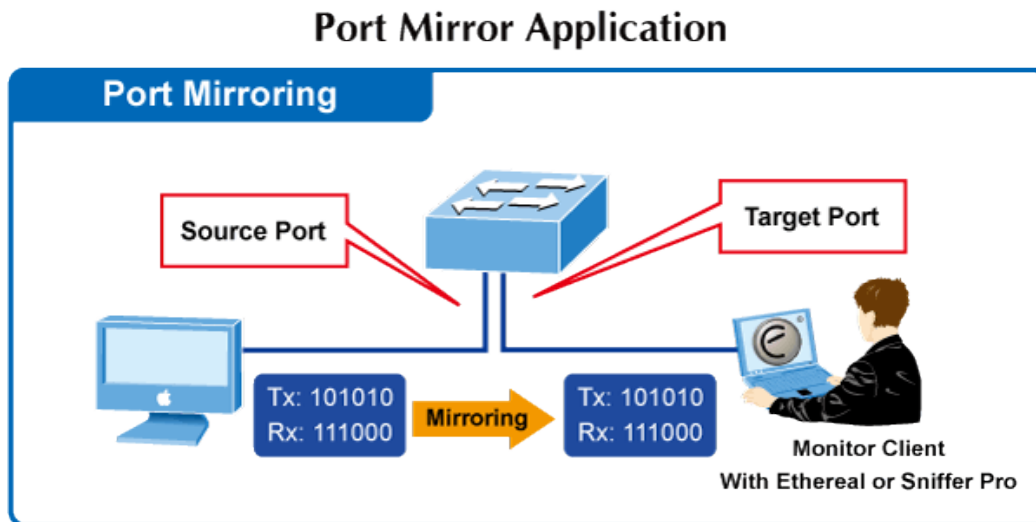 Port Mirror Application
Port Mirroring
Source Port
Target Port
Tx: 101010
Rx: 111000
Mirroring
Tx: 101010
Rx: 111000
Monitor Client
With Ethereal or Sniffer Pro